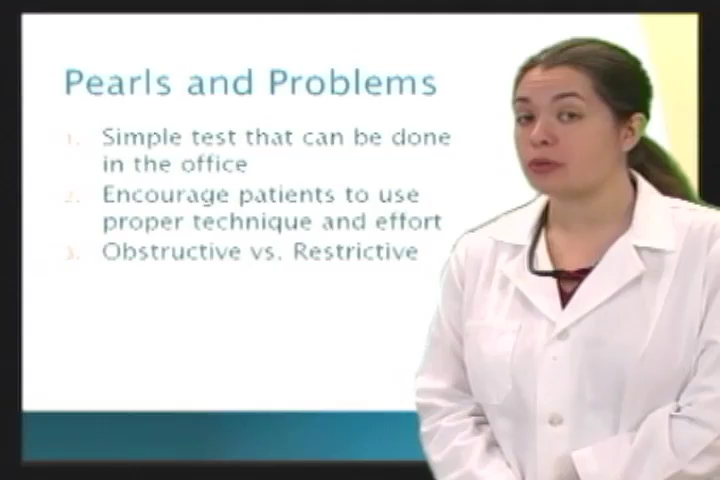 Pearls and Problems
1. Simple test that can be done
in the office
2. Encourage patients to use
proper technique and effort
3. Obstructive vs. Restrictive